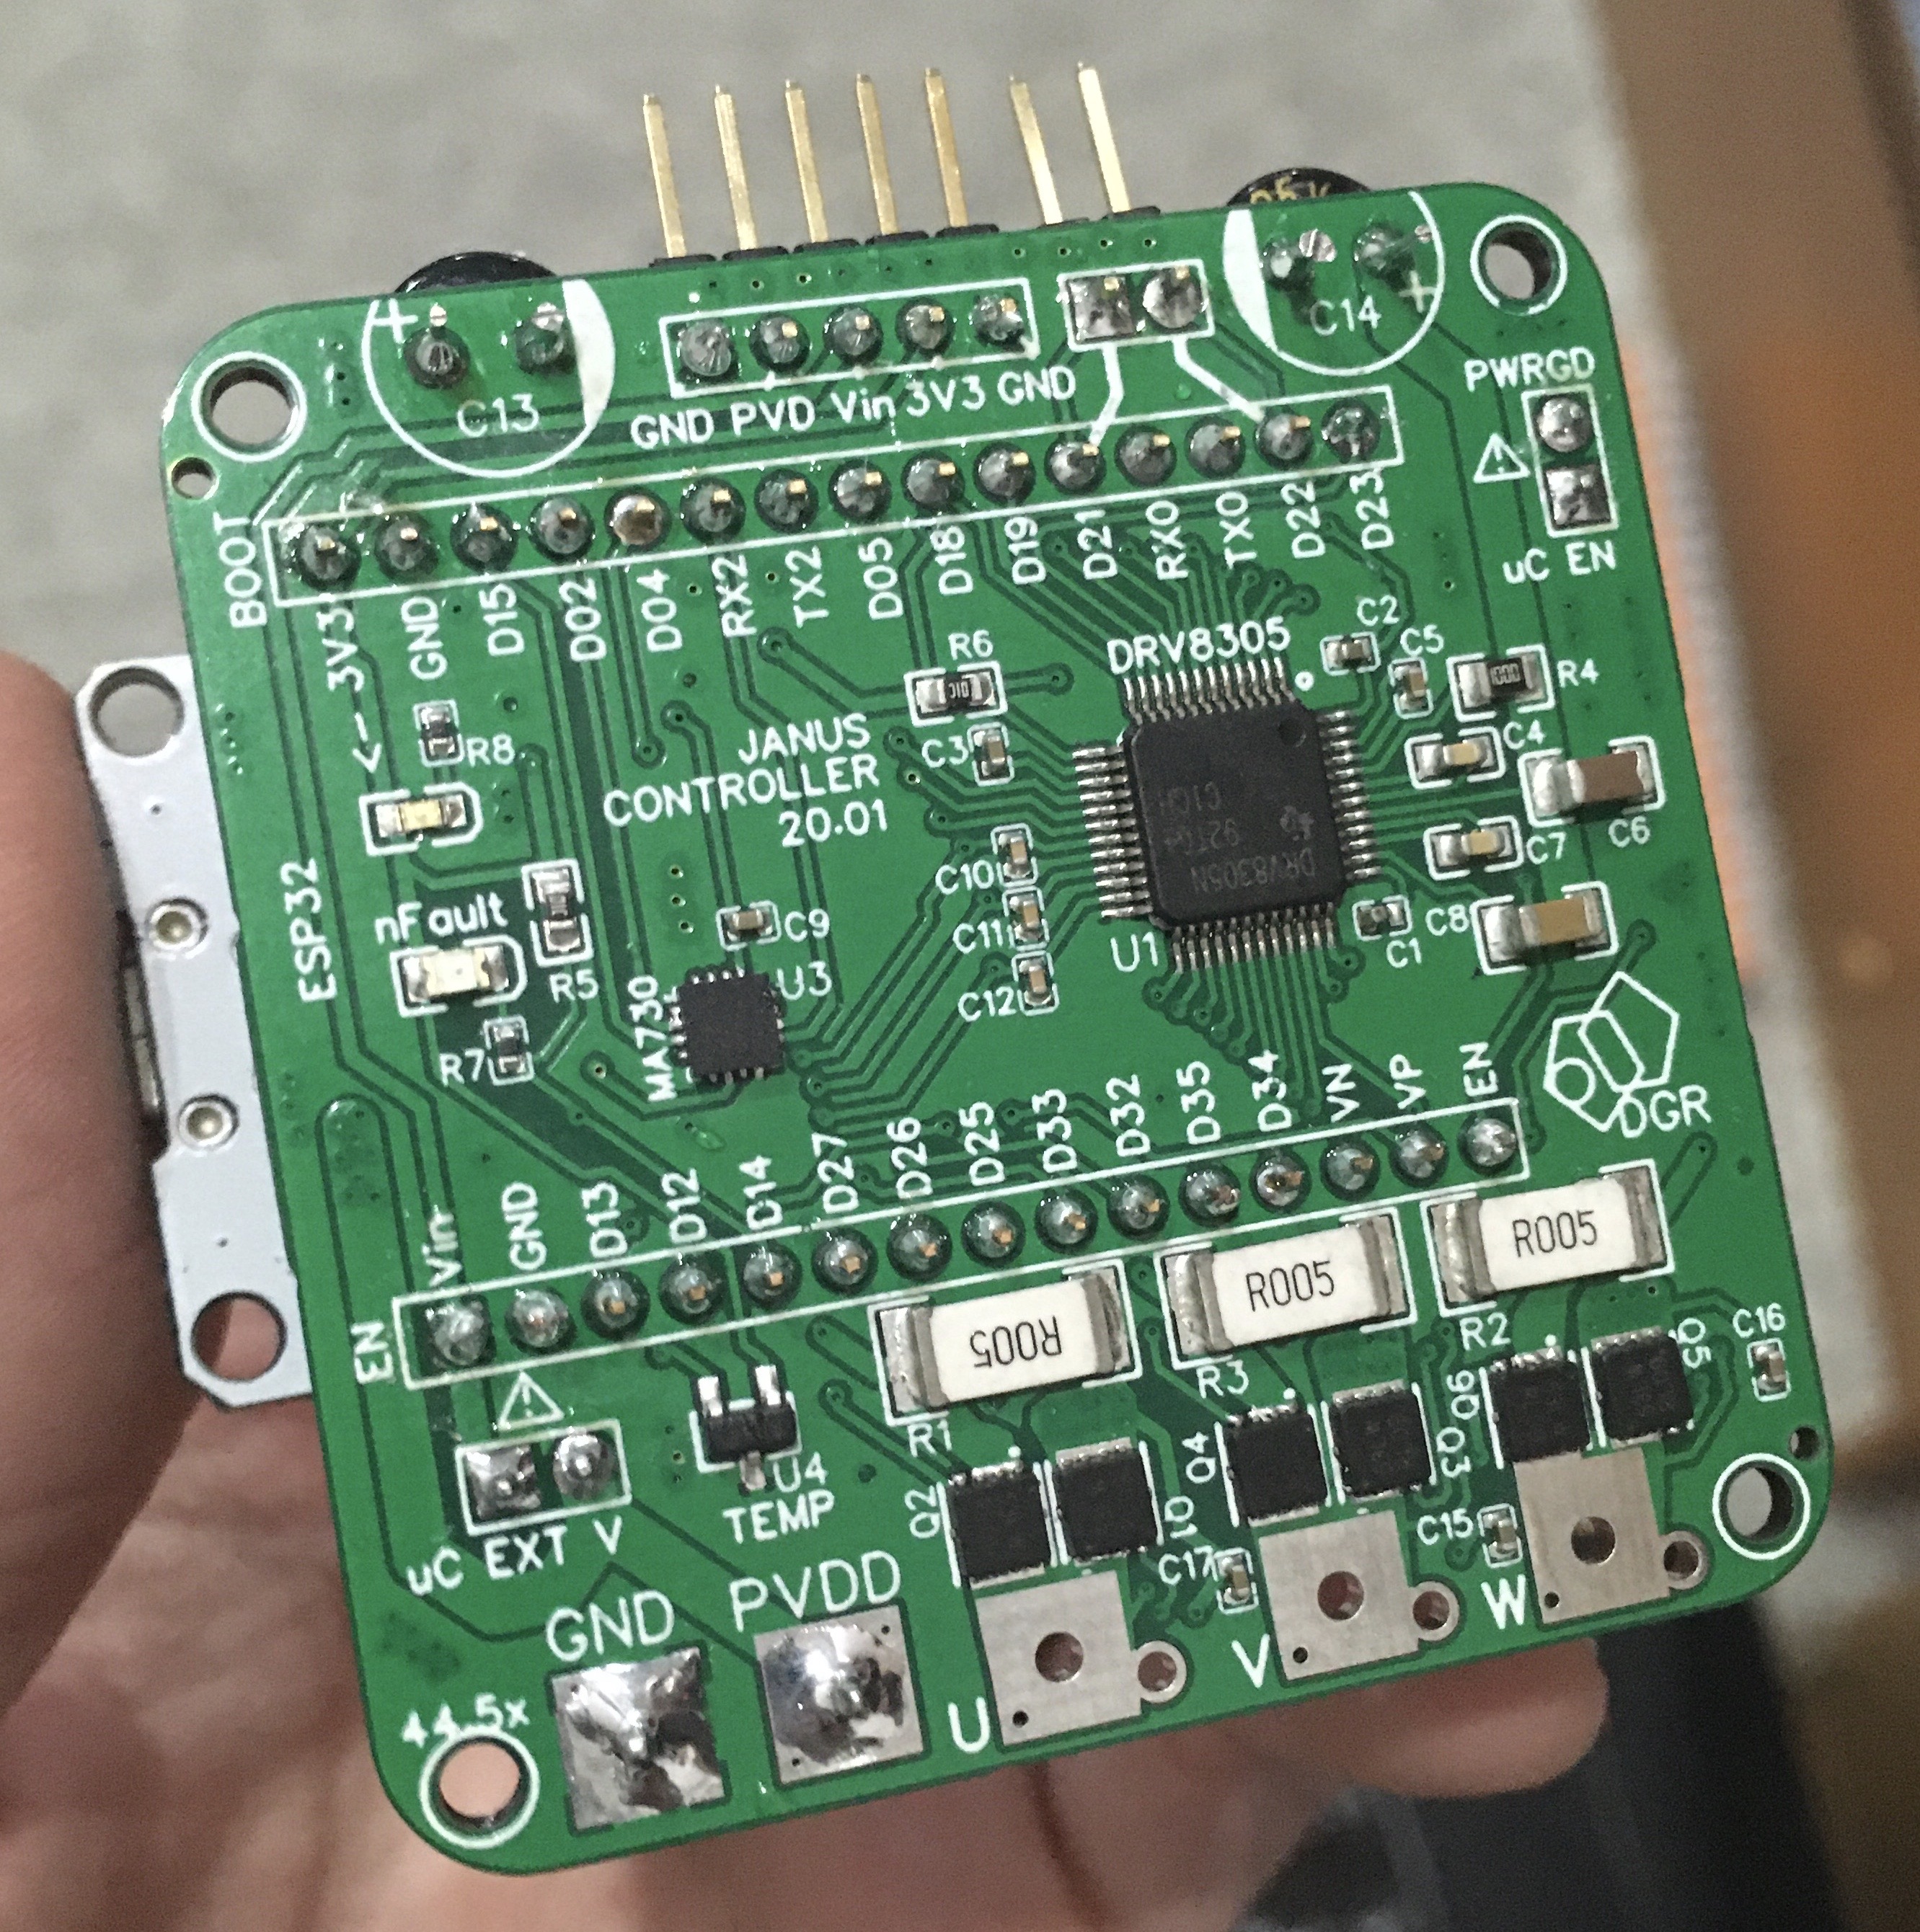 C13
C14
GND PVD Vin 3V3 GND
PWRGD
uC EN
BOOT
3V3
GND
D15
D02
D04
RX2
TX2
D05
D18
D19
D21
RX0
TX0
D22
D23
<--
R8
R6
C3
DRV8305
C2
C5
R4
1000
C4
C6
C7
C8
C1
U1
DRV8305N
JANUS
CONTROLLER
20.01
C10
C11
C12
ESP32
nFault
R5
R7
C9
U3
MA730
DGR
EN
Vin
GND
D13
D12
D14
D27
D26
D25
D33
D32
D35
D34
VN
VP
EN
R005
R005
R005
R1
R3
R2
Q2
Q1
Q4
Q3
Q6
Q5
C16
C15
C17
U4
TEMP
uC EXT V
GND
PVDD
U
V
W
44.5x